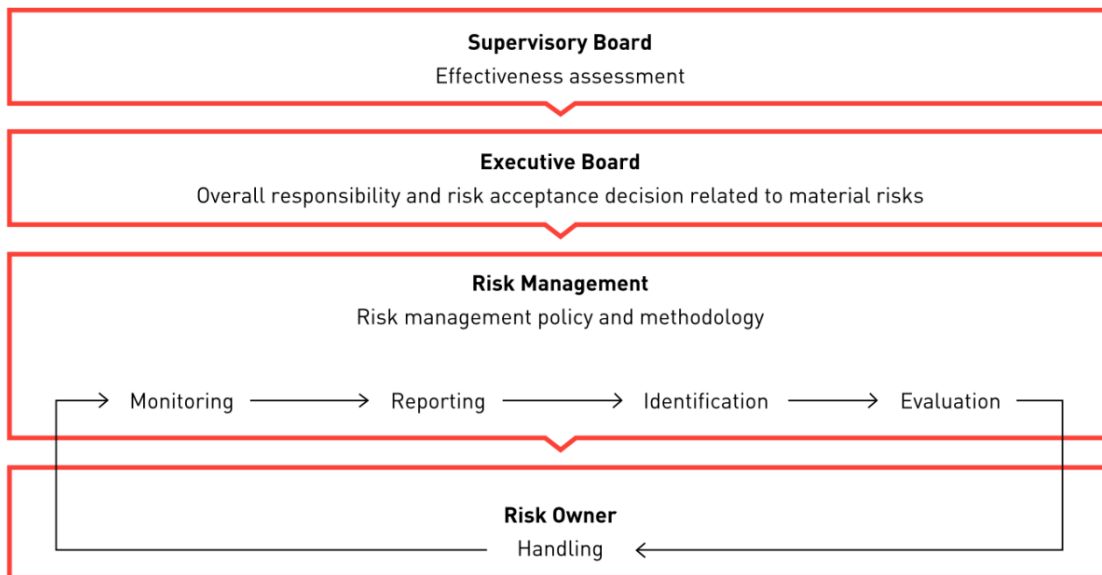 Supervisory Board
Effectiveness assessment
Executive Board
Overall responsibility and risk acceptance decision related to material risks
Risk Management
Risk management policy and methodology
Monitoring Reporting Identification Evaluation
Risk Owner
Handling